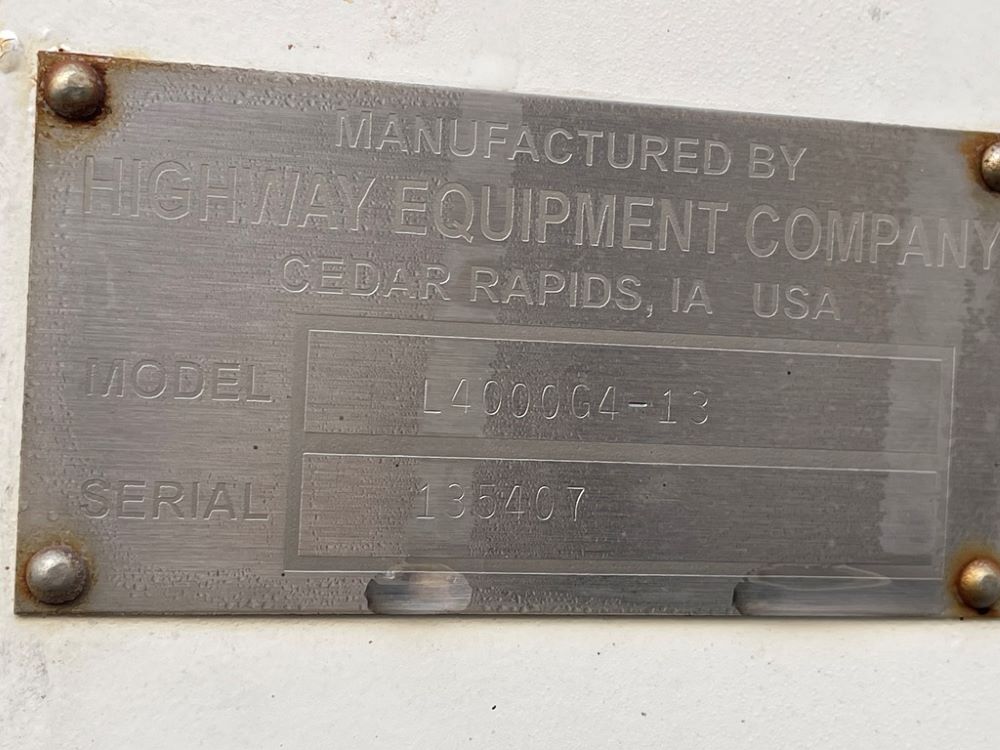 MANUFACTURED BY
HIGHWAY EQUIPMENT COMPANY
CEDAR RAPIDS, IA USA
MODEL L4000G4-13
SERIAL 135407